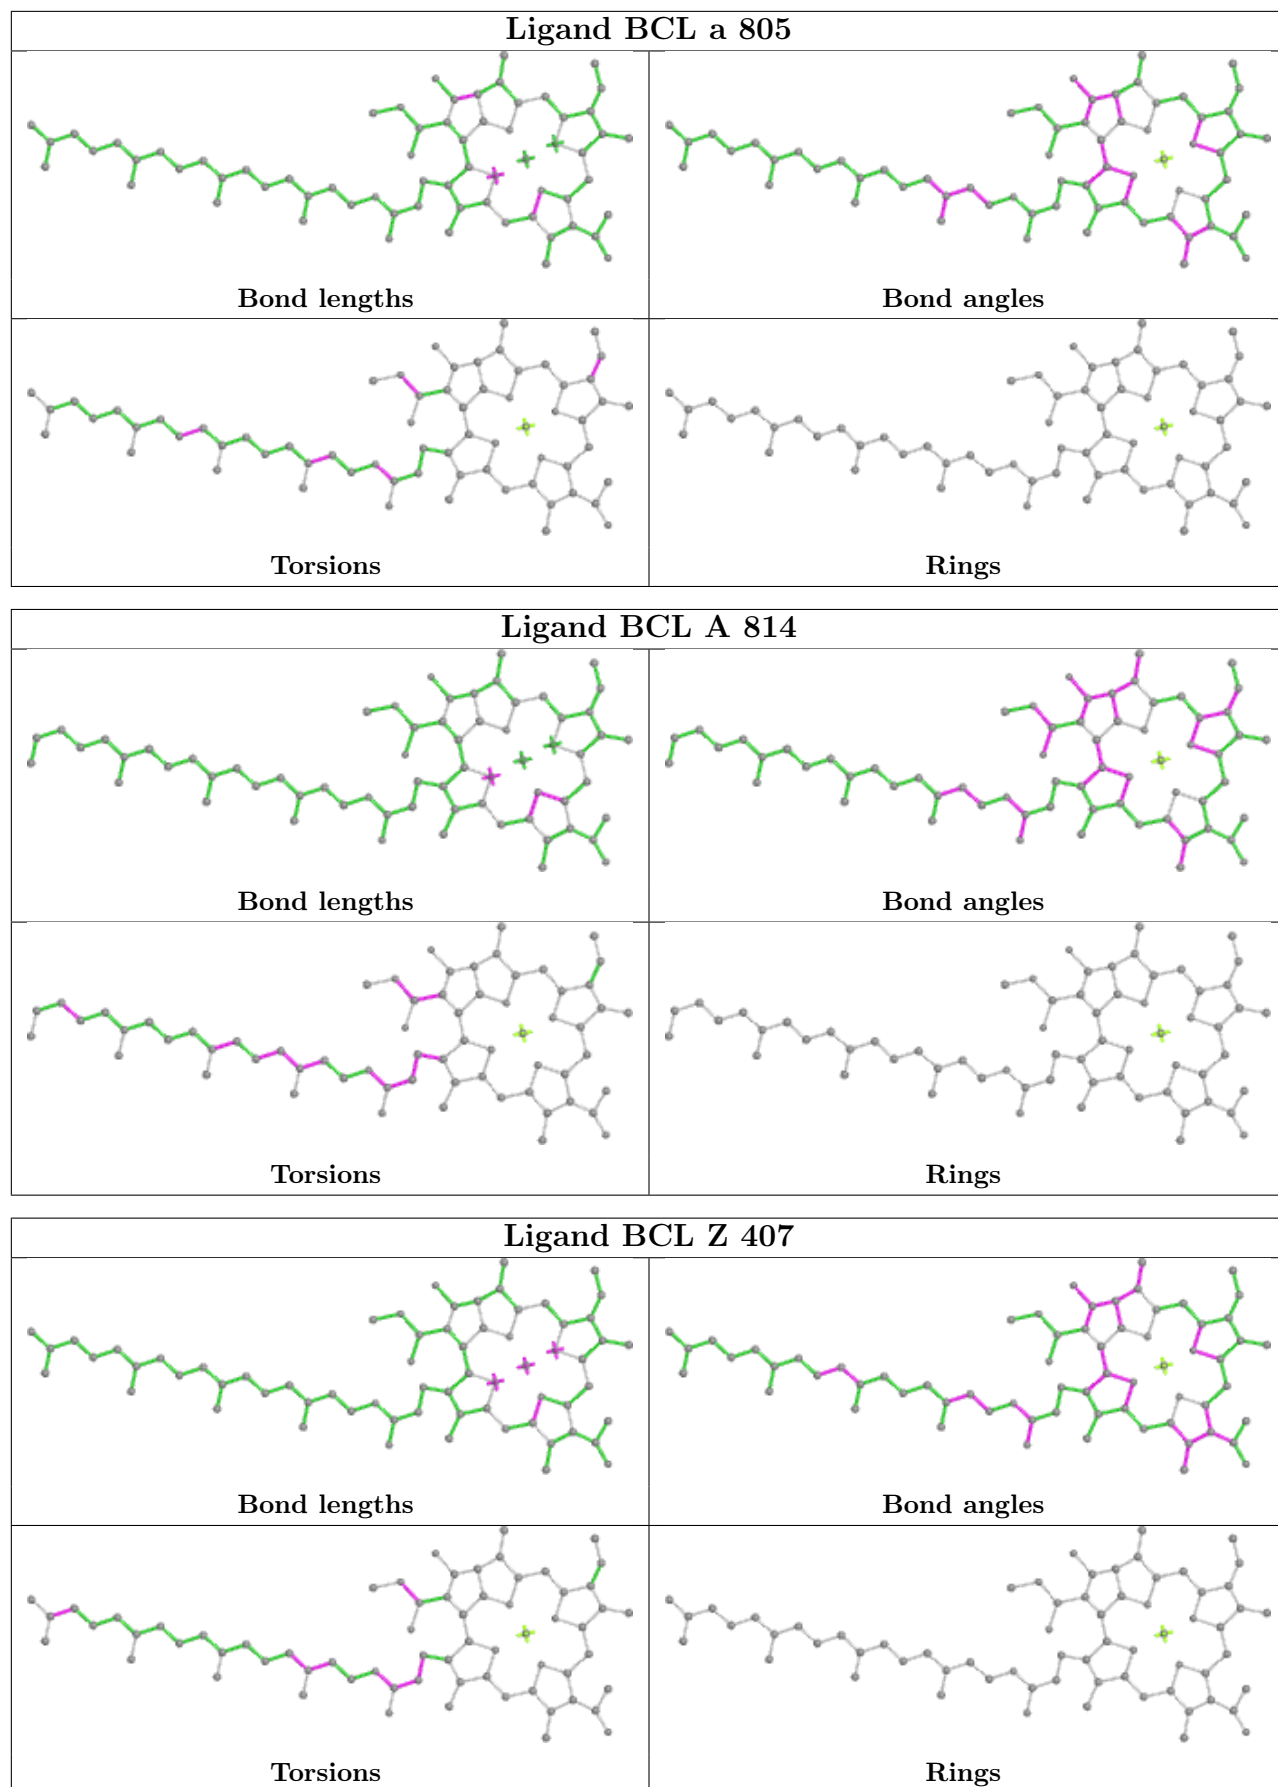 Ligand BCL a 805
Bond lengths
Bond angles
Torsions
Rings
Ligand BCL A 814
Bond lengths
Bond angles
Torsions
Rings
Ligand BCL Z 407
Bond lengths
Bond angles
Torsions
Rings